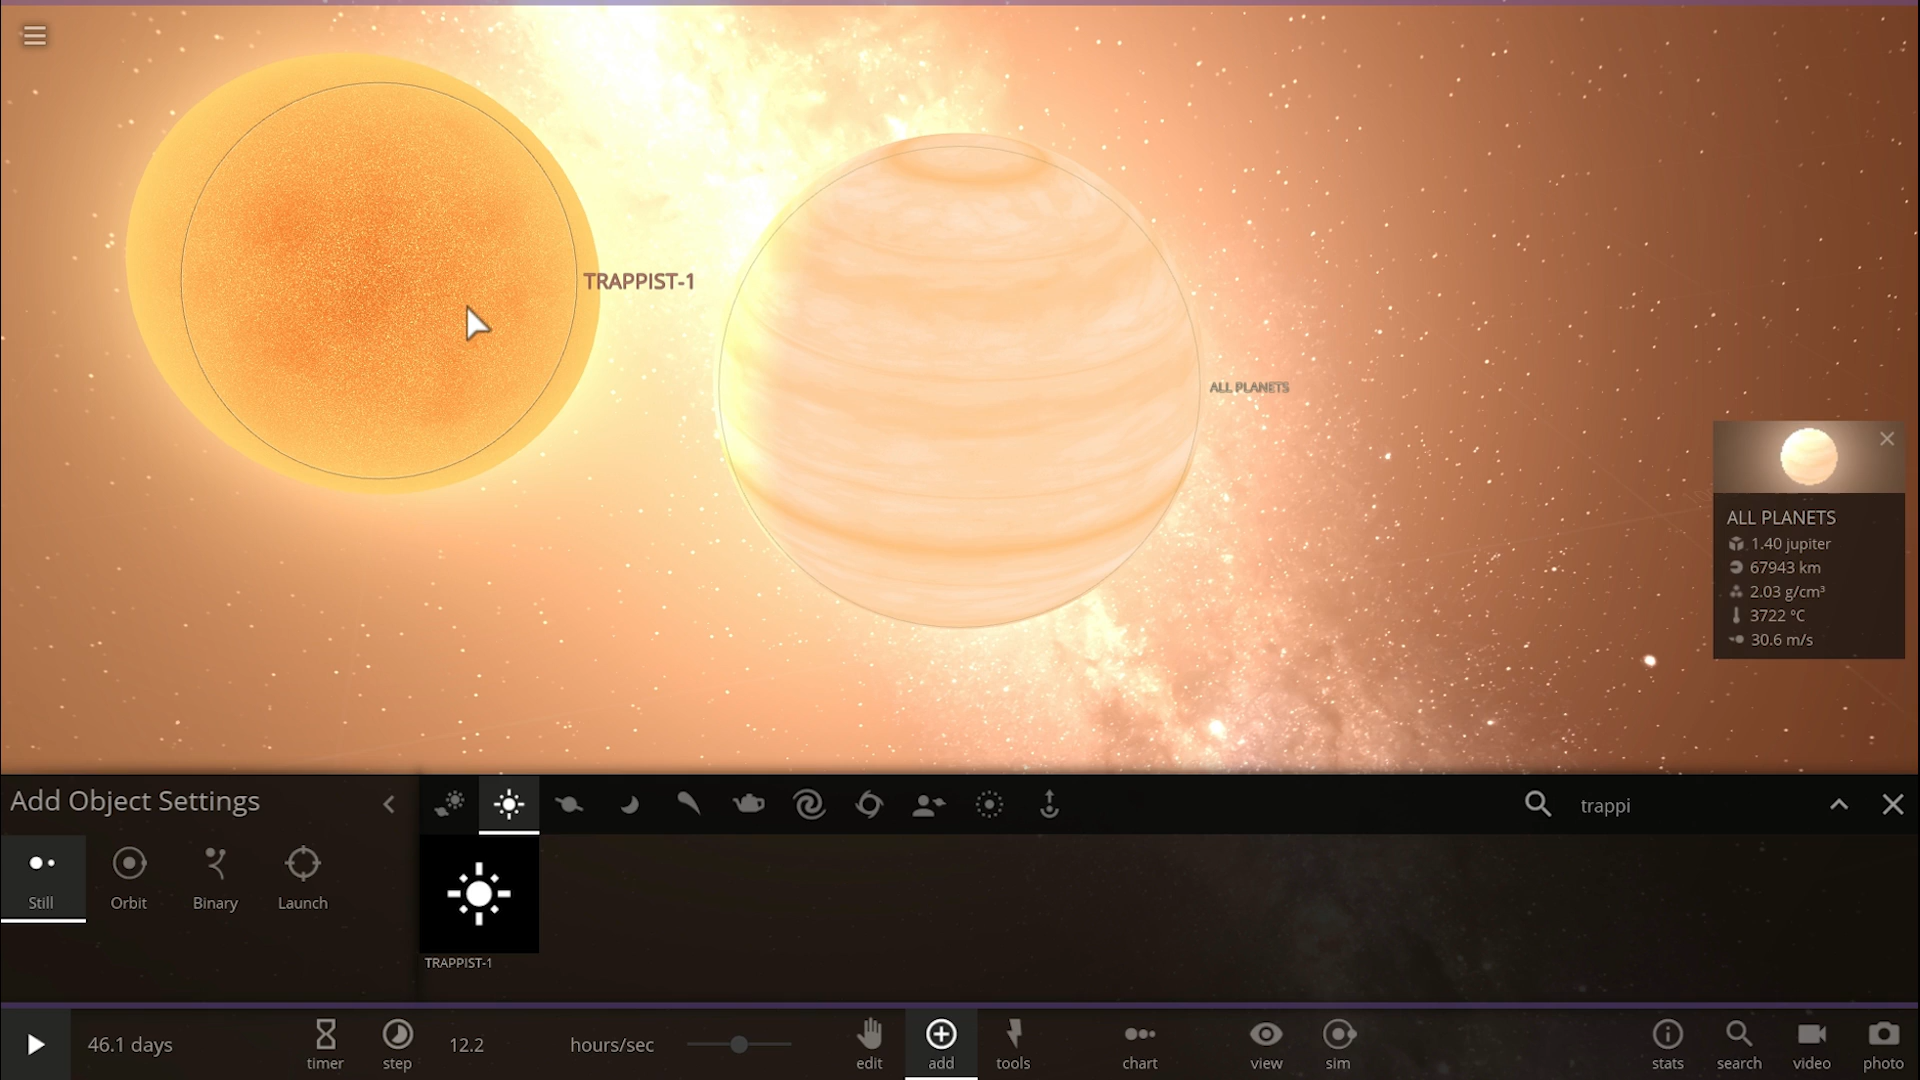 TRAPPIST-1
ALL PLANETS
ALL PLANETS
1.40 jupiter
67943 km
2.03 g/cm³
3722 °C
30.6 m/s
Add Object Settings
trappi
Still
Orbit
Binary
Launch
TRAPPIST-1
46.1 days
timer
step
12.2
hours/sec
edit
add
tools
chart
view
sim
stats
search
video
photo